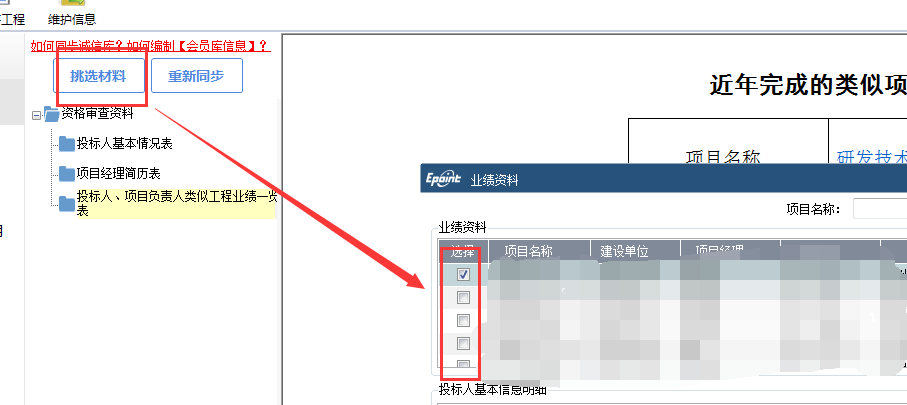 工程
维护信息
如何同步诚信库?如何编制【会员库信息】?
挑选材料
重新同步
资格审查资料
投标人基本情况表
项目经理简历表
投标人、项目负责人类似工程业绩一览
表
近年完成的类似项
项目名称
研发技术
Epoint 业绩资料
项目名称:
业绩资料
选择
项目名称
建设单位
项目经理
投标人基本信息明细